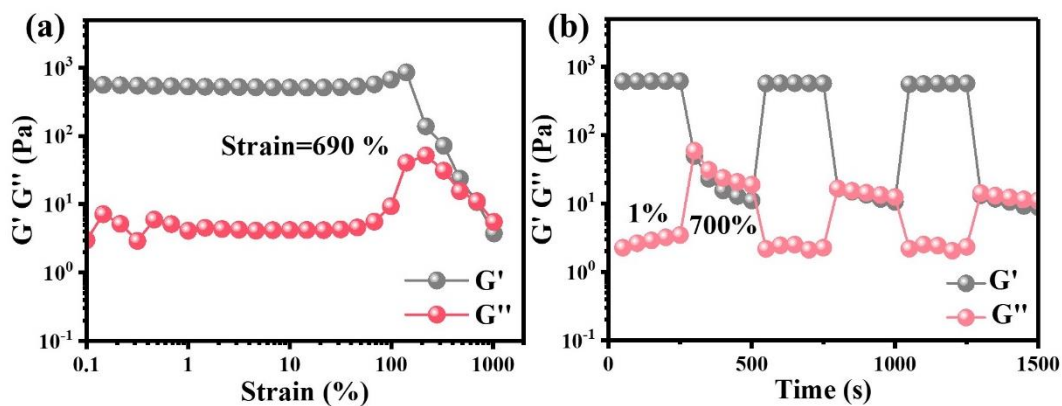 (a)
G' G" (Pa)
10³
10²
10¹
10⁰
10⁻¹
Strain=690 %
G'
G"
0.1 1 10 100 1000
Strain (%)
(b)
G' G" (Pa)
10³
10²
10¹
10⁰
10⁻¹
1%
700%
G'
G"
0 500 1000 1500
Time (s)